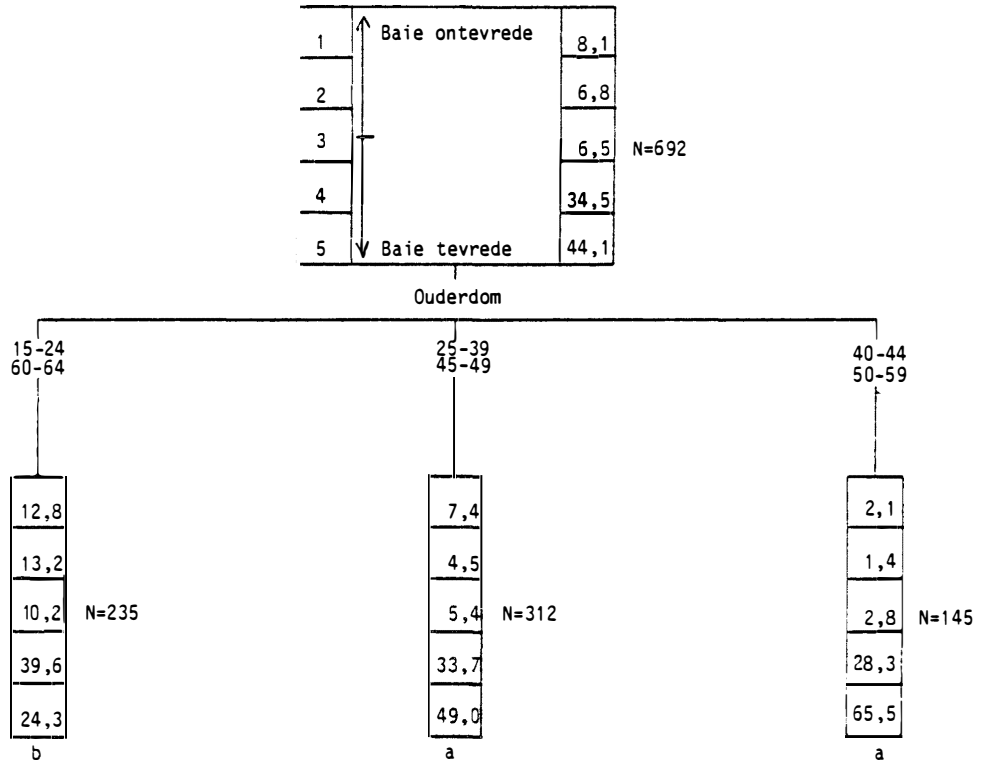 1 Baie ontevrede 8,1
2 6,8
3 6,5 N=692
4 34,5
5 Baie tevrede 44,1
Ouderdom
15-24 25-39 40-44
60-64 45-49 50-59
12,8 7,4 2,1
13,2 4,5 1,4
10,2 N=235 5,4 N=312 2,8 N=145
39,6 33,7 28,3
24,3 49,0 65,5
b a a